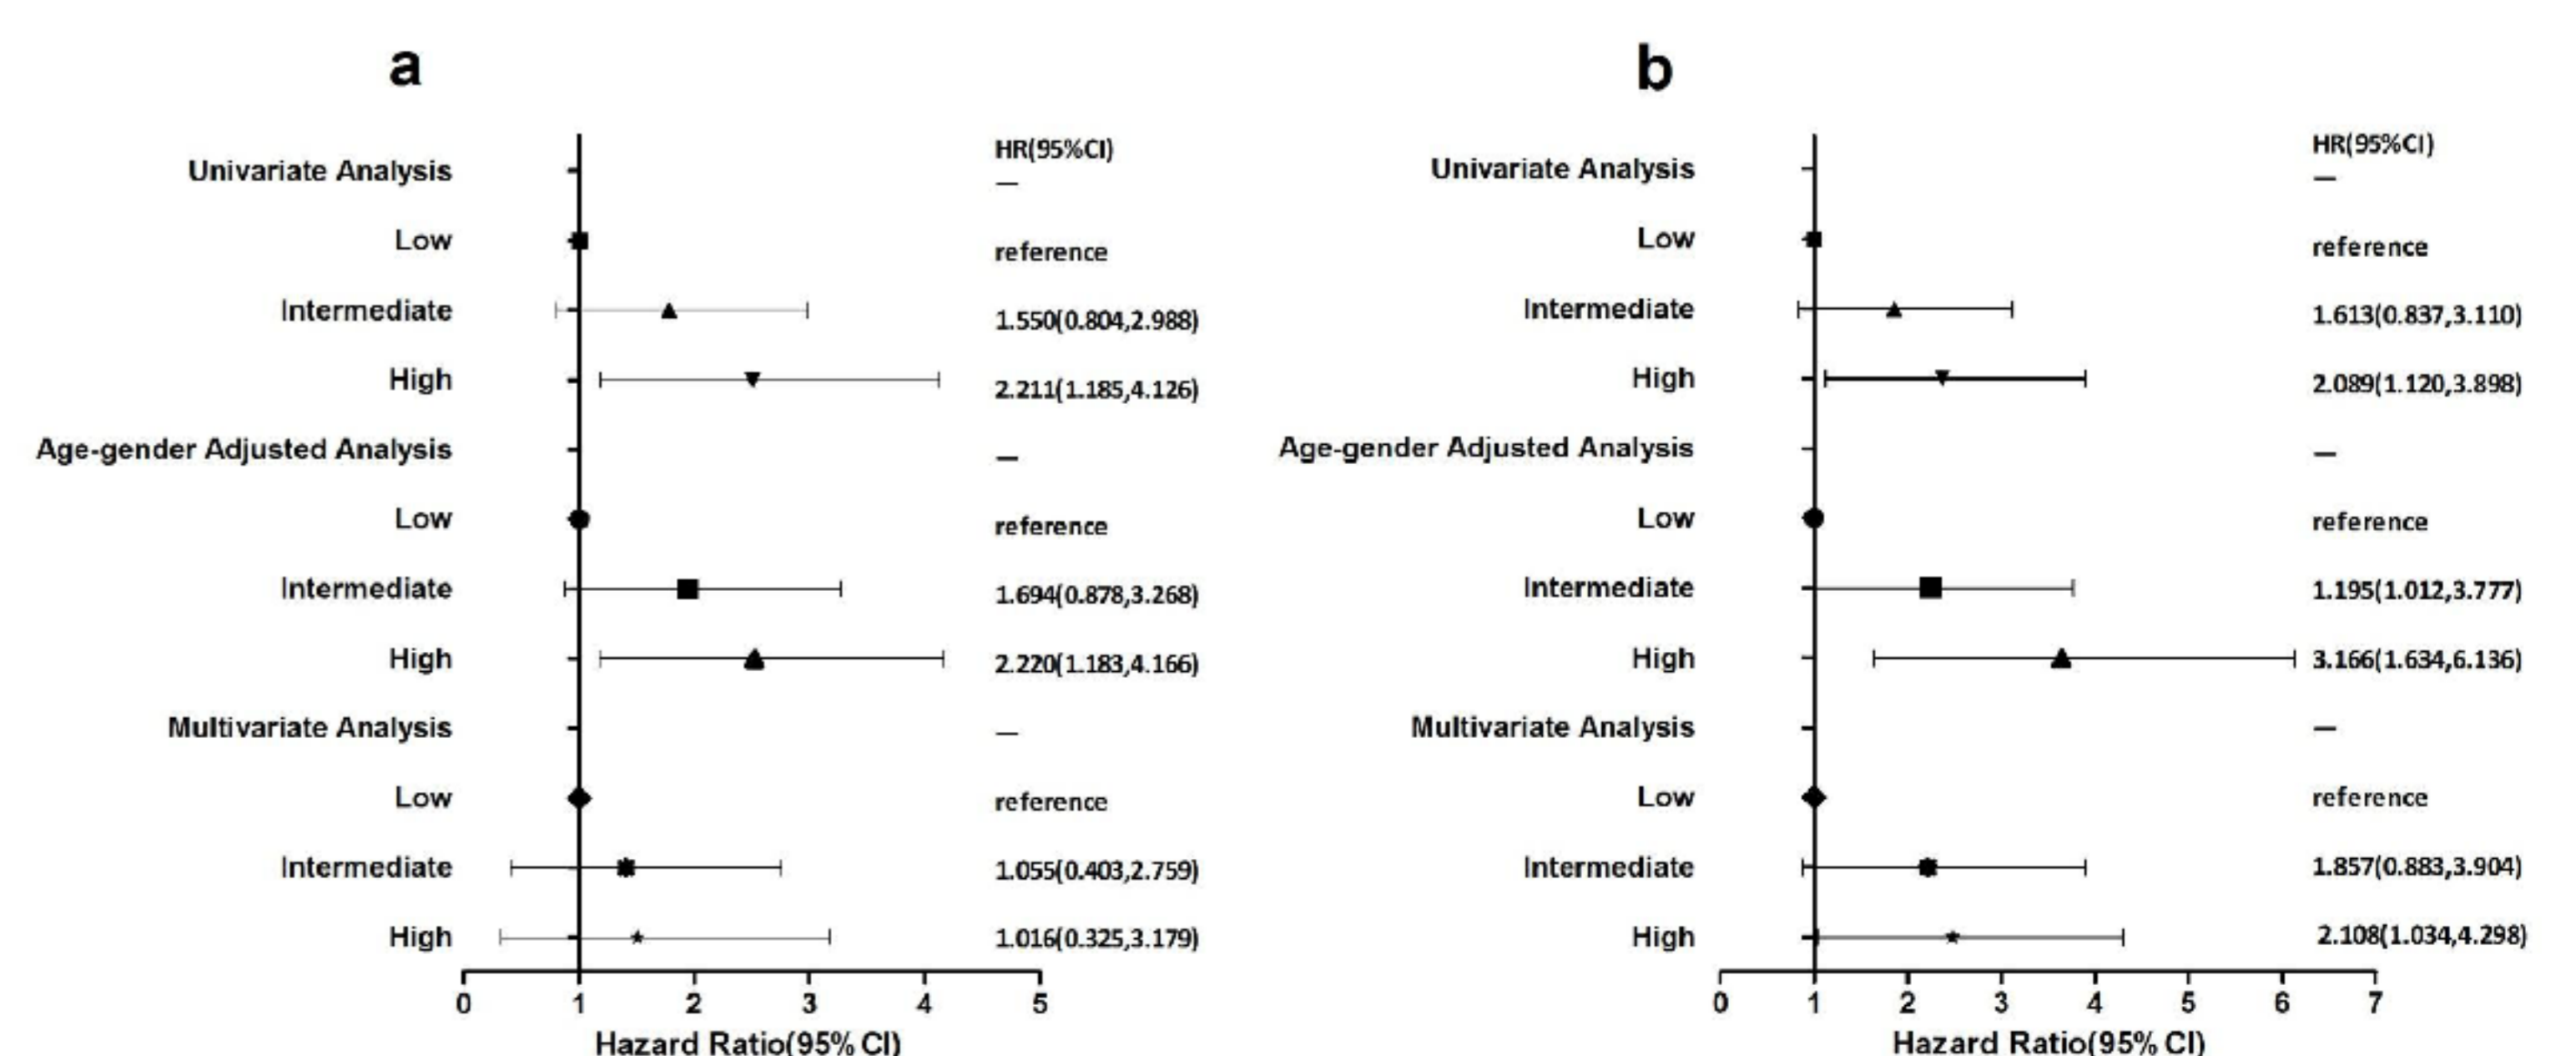 a
HR(95%CI)
Univariate Analysis —
Low reference
Intermediate 1.550(0.804,2.988)
High 2.211(1.185,4.126)
Age-gender Adjusted Analysis —
Low reference
Intermediate 1.694(0.878,3.268)
High 2.220(1.183,4.166)
Multivariate Analysis —
Low reference
Intermediate 1.055(0.403,2.759)
High 1.016(0.325,3.179)
0 1 2 3 4 5
Hazard Ratio(95% CI)
b
HR(95%CI)
Univariate Analysis —
Low reference
Intermediate 1.613(0.837,3.110)
High 2.089(1.120,3.898)
Age-gender Adjusted Analysis —
Low reference
Intermediate 1.195(1.012,3.777)
High 3.166(1.634,6.136)
Multivariate Analysis —
Low reference
Intermediate 1.857(0.883,3.904)
High 2.108(1.034,4.298)
0 1 2 3 4 5 6 7
Hazard Ratio(95% CI)